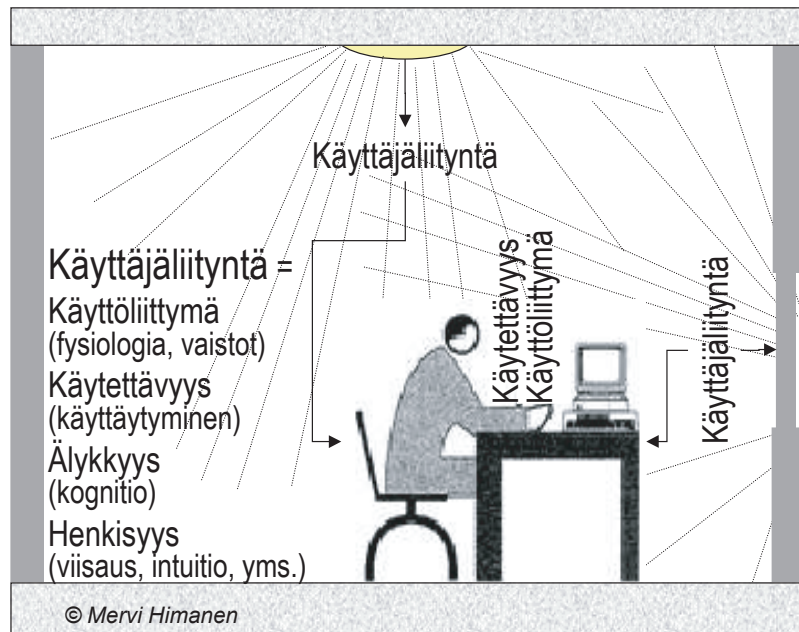 Käyttäjäliityntä
Käyttäjäliityntä =
Käyttöliittymä
(fysiologia, vaistot)
Käytettävyys
(käyttäytyminen)
Älykkyys
(kognitio)
Henkisyys
(viisaus, intuitio, yms.)
Käytettävyys
Käyttöliittymä
Käyttäjäliityntä
© Mervi Himanen